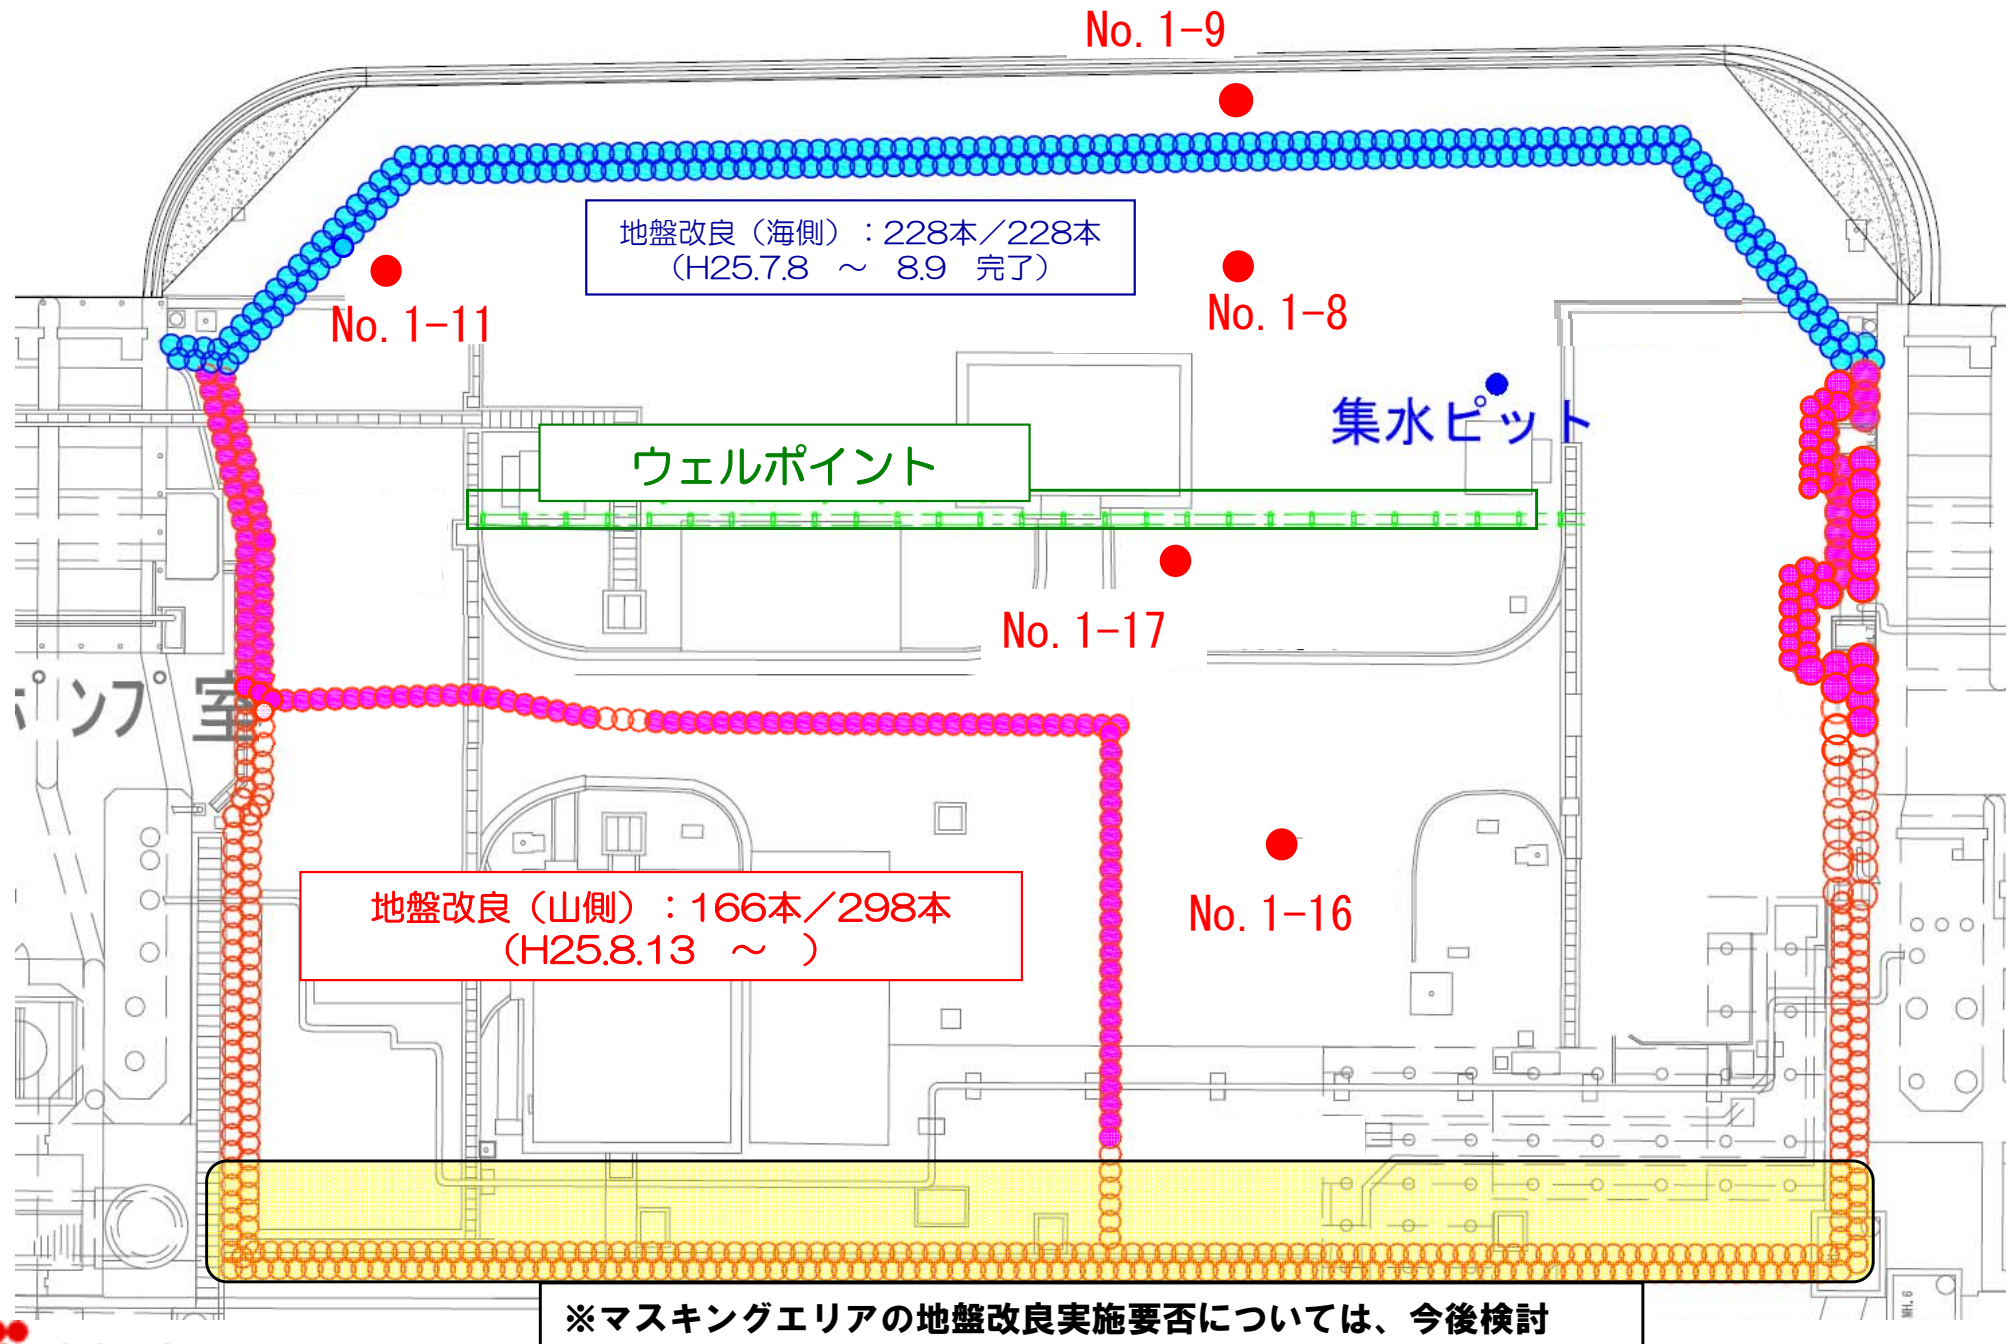 No. 1-9
地盤改良（海側）：228本／228本
（H25.7.8　～　8.9　完了）
No. 1-11
No. 1-8
集水ピット
ウェルポイント
No. 1-17
ポンプ室
地盤改良（山側）：166本／298本
（H25.8.13　～　）
No. 1-16
※マスキングエリアの地盤改良実施要否については、今後検討
MH.6